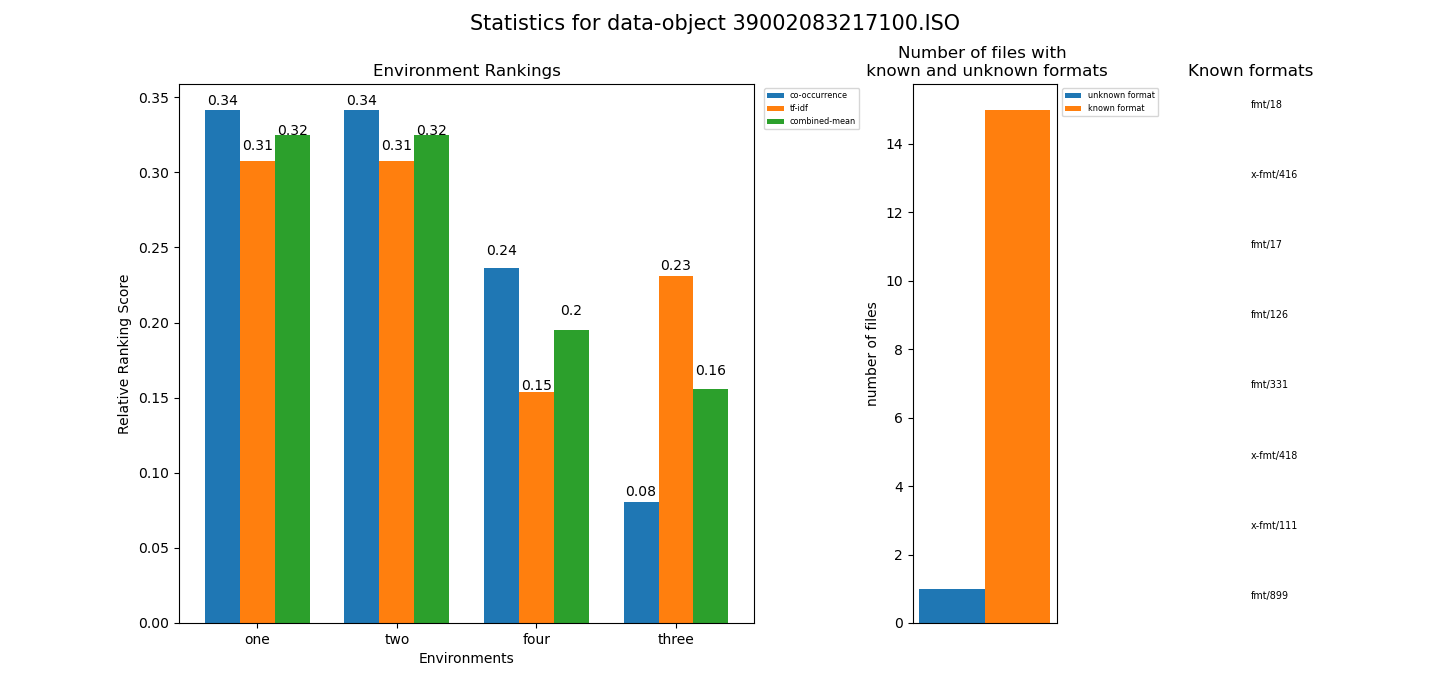 Statistics for data-object 39002083217100.ISO
Environment Rankings
0.35
0.30
0.25
0.20
0.15
0.10
0.05
0.00
Relative Ranking Score
0.34
0.31
0.32
0.34
0.31
0.32
0.24
0.15
0.2
0.08
0.23
0.16
one
two
four
three
Environments
co-occurrence
tf-idf
combined-mean
Number of files with
known and unknown formats
14
12
10
8
6
4
2
0
number of files
unknown format
known format
Known formats
fmt/18
x-fmt/416
fmt/17
fmt/126
fmt/331
x-fmt/418
x-fmt/111
fmt/899